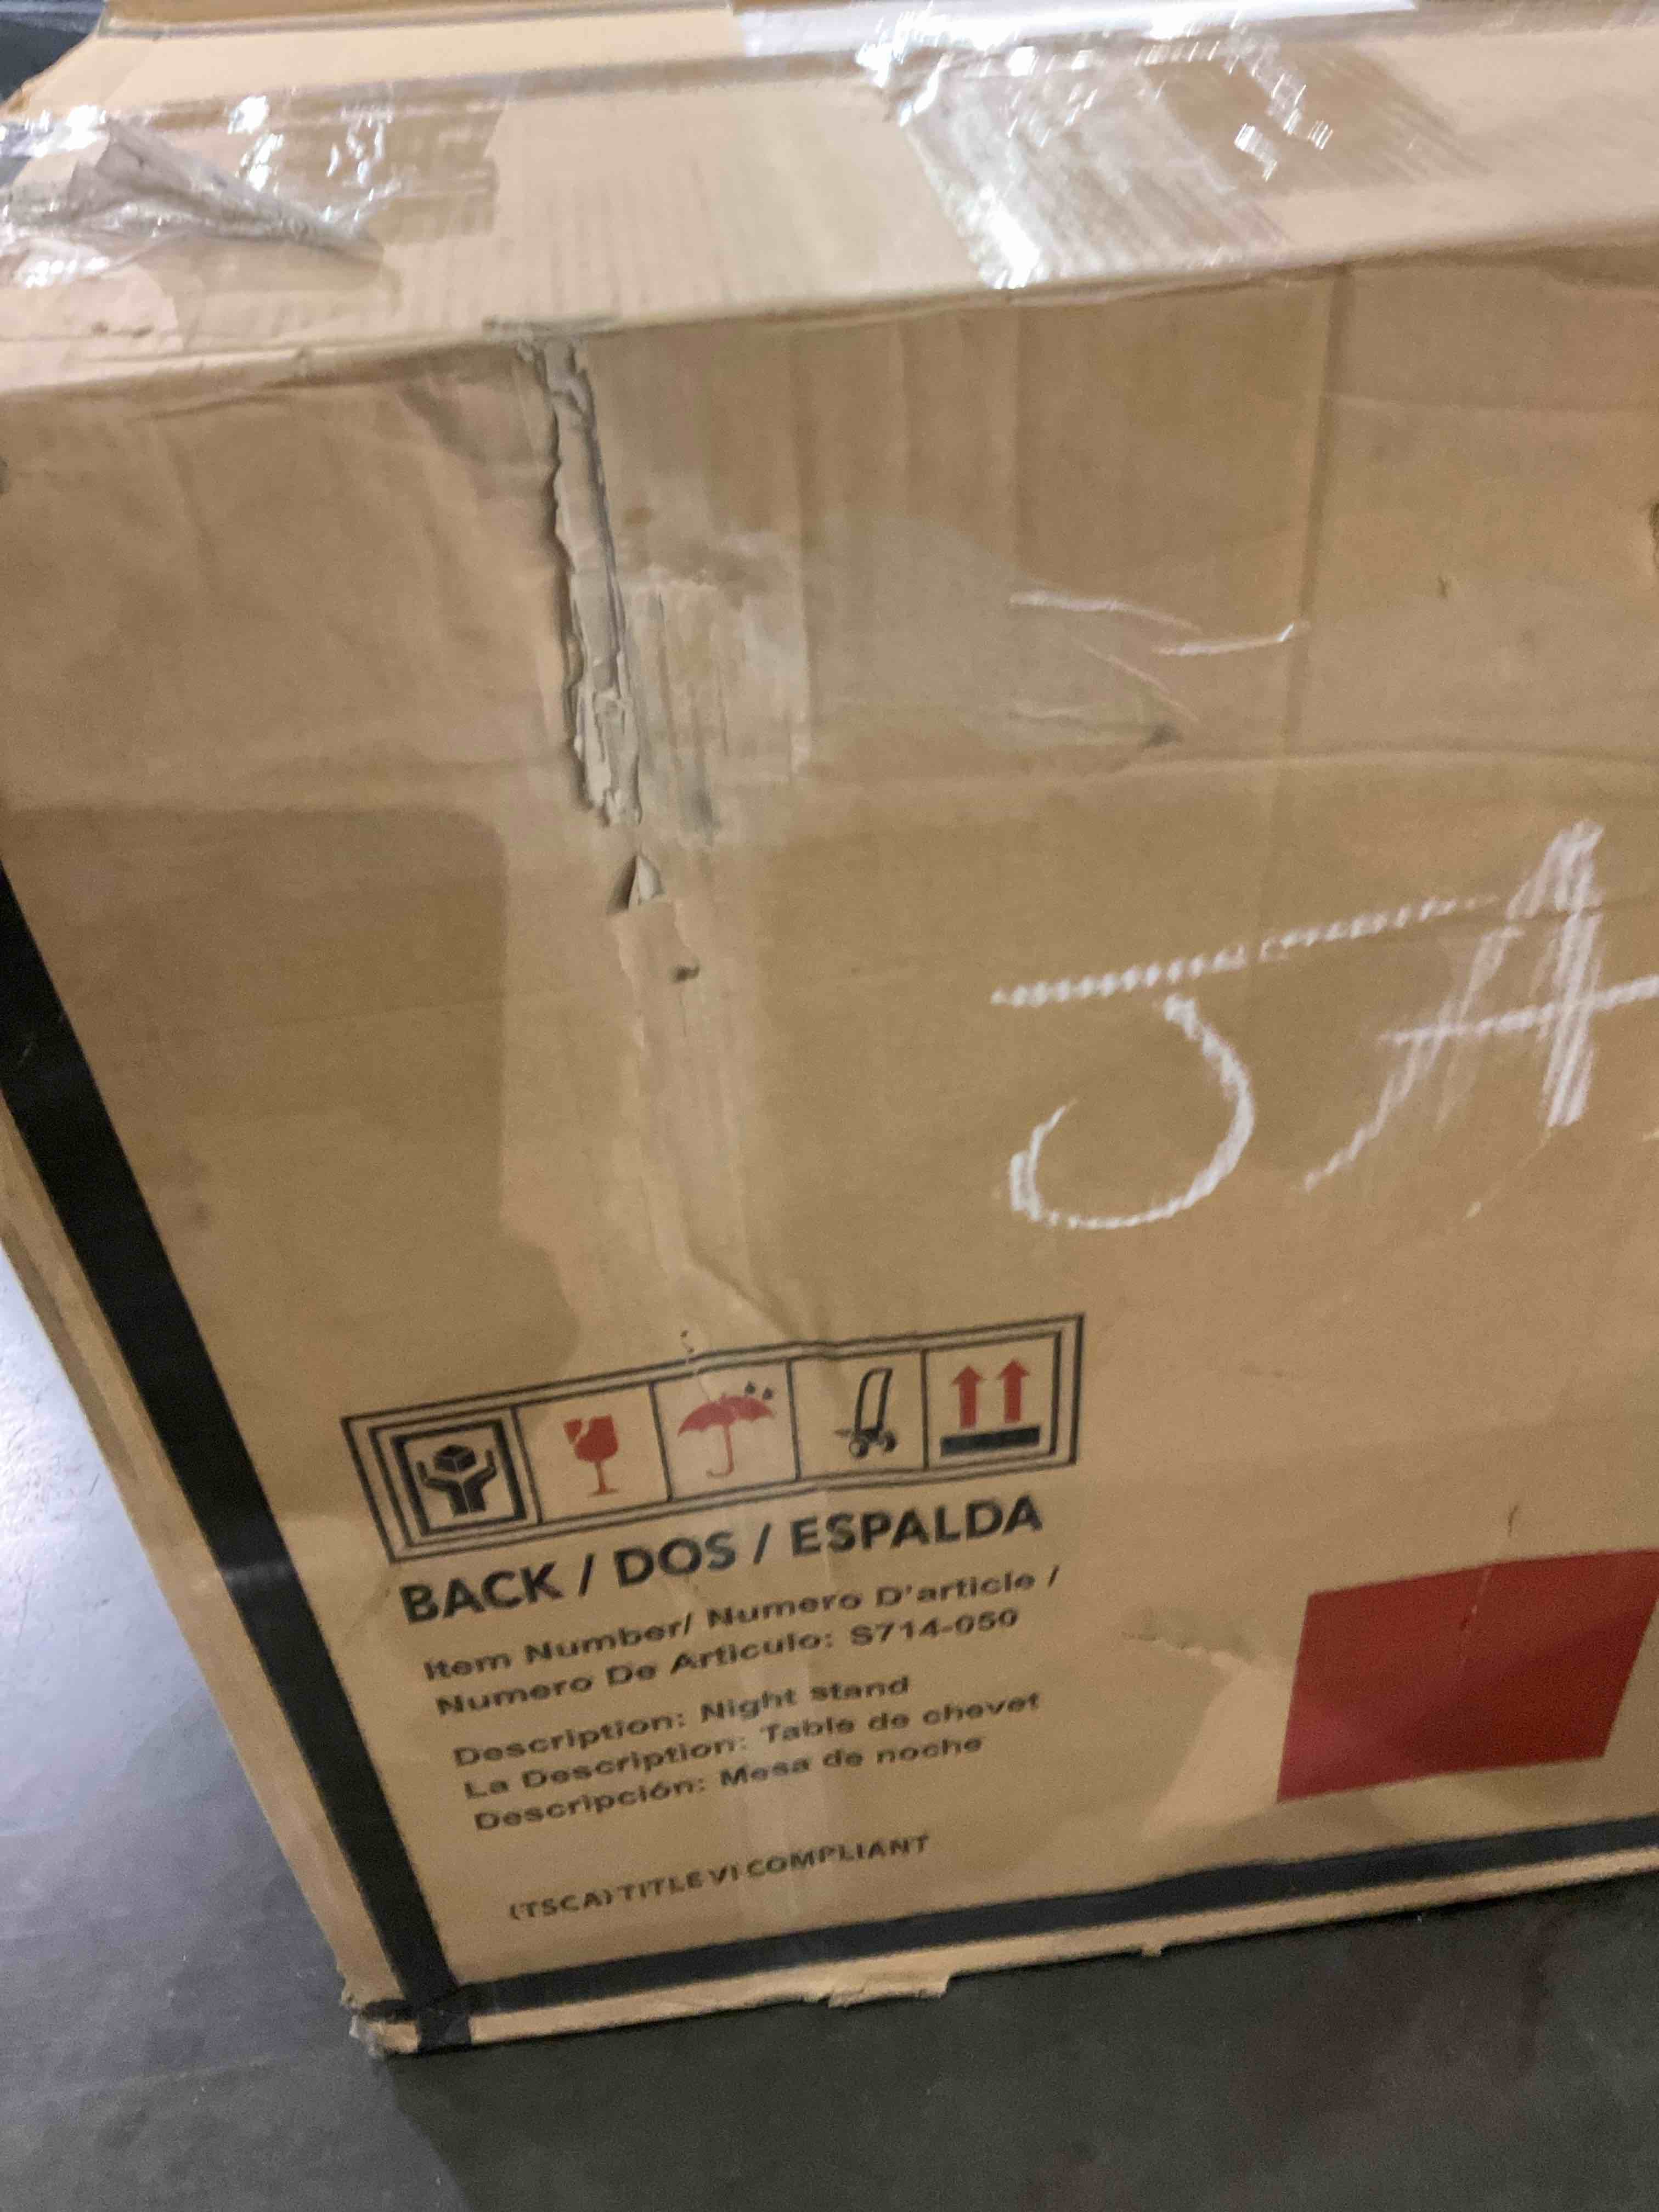 JA
BACK / DOS / ESPALDA
Item Number/ Numero D'article /
Numero De Articulo: S714-050
Description: Night stand
La Description: Table de chevet
Descripción: Mesa de noche
(TSCA) TITLE VI COMPLIANT